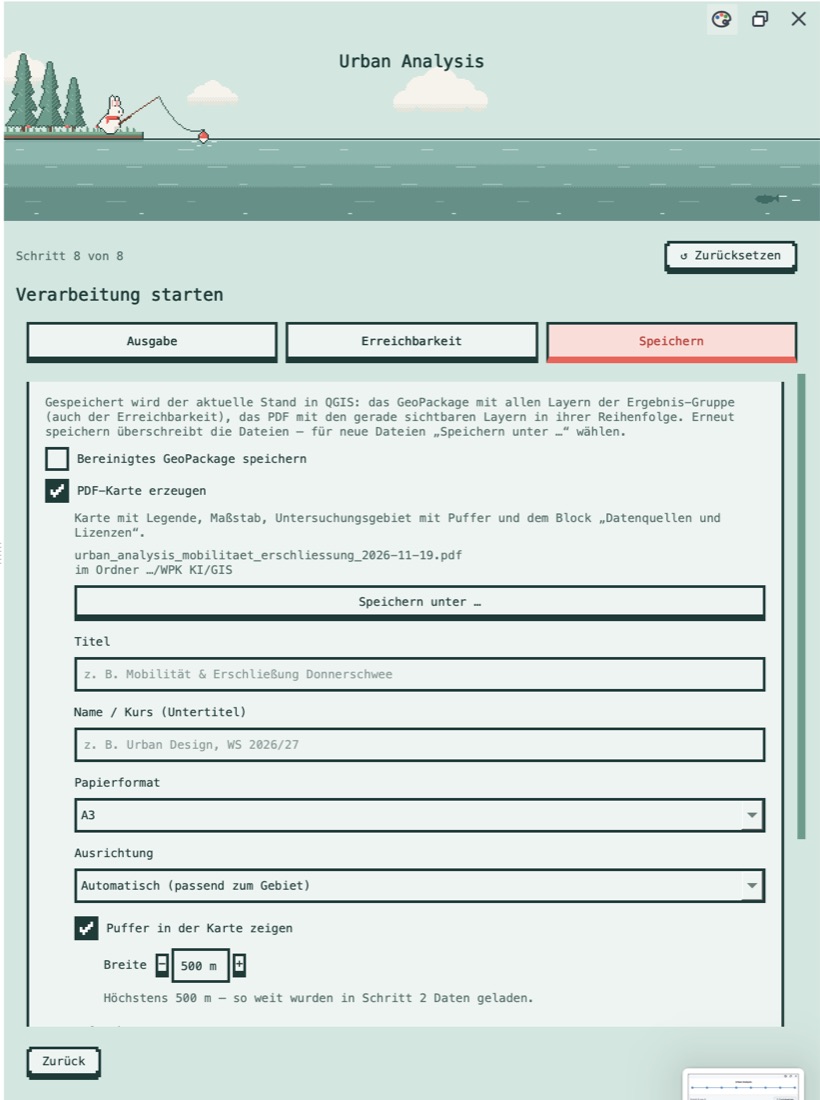 Urban Analysis
Schritt 8 von 8
↺ Zurücksetzen
Verarbeitung starten
Ausgabe
Erreichbarkeit
Speichern
Gespeichert wird der aktuelle Stand in QGIS: das GeoPackage mit allen Layern der Ergebnis-Gruppe
(auch der Erreichbarkeit), das PDF mit den gerade sichtbaren Layern in ihrer Reihenfolge. Erneut
speichern überschreibt die Dateien – für neue Dateien „Speichern unter …“ wählen.
Bereinigtes GeoPackage speichern
PDF-Karte erzeugen
Karte mit Legende, Maßstab, Untersuchungsgebiet mit Puffer und dem Block „Datenquellen und
Lizenzen“.
urban_analysis_mobilitaet_erschliessung_2026-11-19.pdf
im Ordner …/WPK KI/GIS
Speichern unter …
Titel
z. B. Mobilität & Erschließung Donnerschwee
Name / Kurs (Untertitel)
z. B. Urban Design, WS 2026/27
Papierformat
A3
Ausrichtung
Automatisch (passend zum Gebiet)
Puffer in der Karte zeigen
Breite - 500 m +
Höchstens 500 m – so weit wurden in Schritt 2 Daten geladen.
Zurück